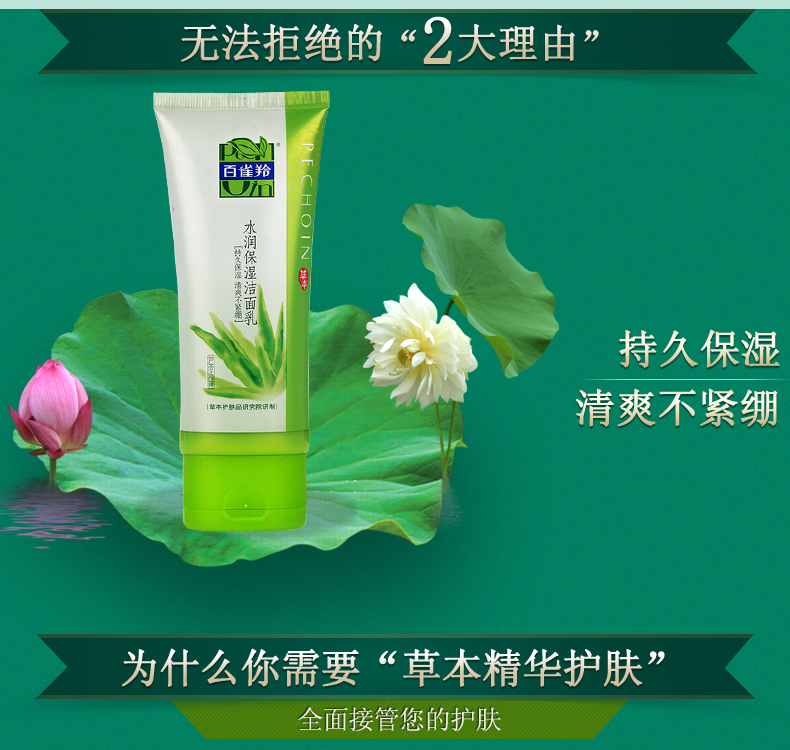 无法拒绝的“2大理由”
百雀羚
PECHOIN
草本
水润保湿洁面乳
[持久保湿 清爽不紧绷]
草本护肤品研究院研制
持久保湿
清爽不紧绷
为什么你需要“草本精华护肤”
全面接管您的护肤